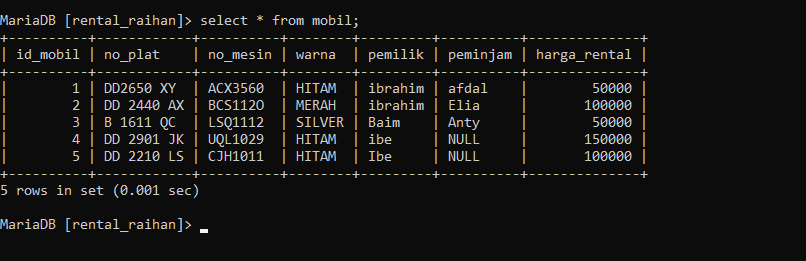 MariaDB [rental_raihan]> select * from mobil;
+----------+------------+----------+--------+---------+----------+--------------+
| id_mobil | no_plat    | no_mesin | warna  | pemilik | peminjam | harga_rental |
+----------+------------+----------+--------+---------+----------+--------------+
|        1 | DD2650 XY  | ACX3560  | HITAM  | ibrahim | afdal    |        50000 |
|        2 | DD 2440 AX | BCS112O  | MERAH  | ibrahim | Elia     |       100000 |
|        3 | B 1611 QC  | LSQ1112  | SILVER | Baim    | Anty     |        50000 |
|        4 | DD 2901 JK | UQL1029  | HITAM  | ibe     | NULL     |       150000 |
|        5 | DD 2210 LS | CJH1011  | HITAM  | Ibe     | NULL     |       100000 |
+----------+------------+----------+--------+---------+----------+--------------+
5 rows in set (0.001 sec)
MariaDB [rental_raihan]>